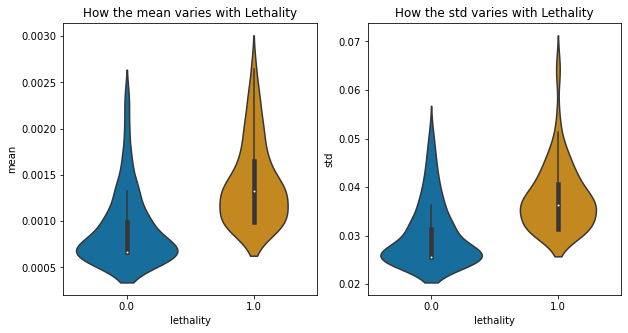 How the mean varies with Lethality
mean
0.0030
0.0025
0.0020
0.0015
0.0010
0.0005
0.0
1.0
lethality
How the std varies with Lethality
std
0.07
0.06
0.05
0.04
0.03
0.02
0.0
1.0
lethality